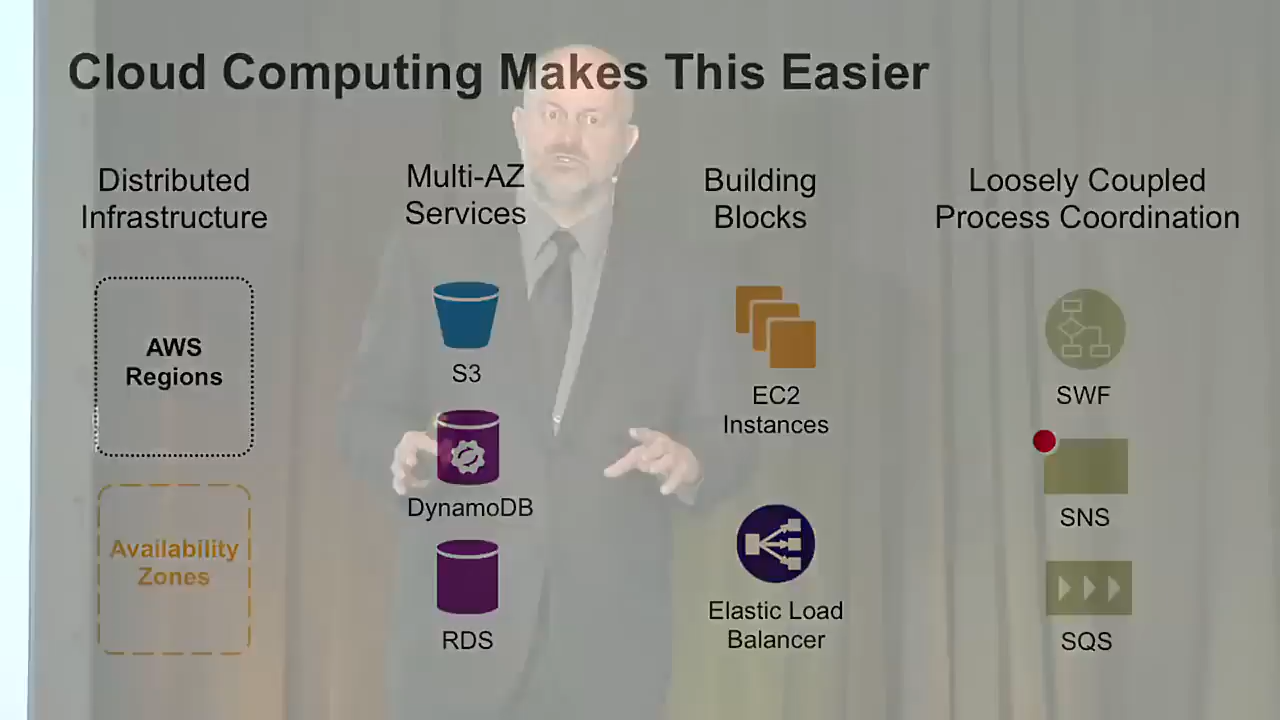 Cloud Computing Makes This Easier
Distributed
Infrastructure
AWS
Regions
Availability
Zones
Multi-AZ
Services
S3
DynamoDB
RDS
Building
Blocks
EC2
Instances
Elastic Load
Balancer
Loosely Coupled
Process Coordination
SWF
SNS
SQS